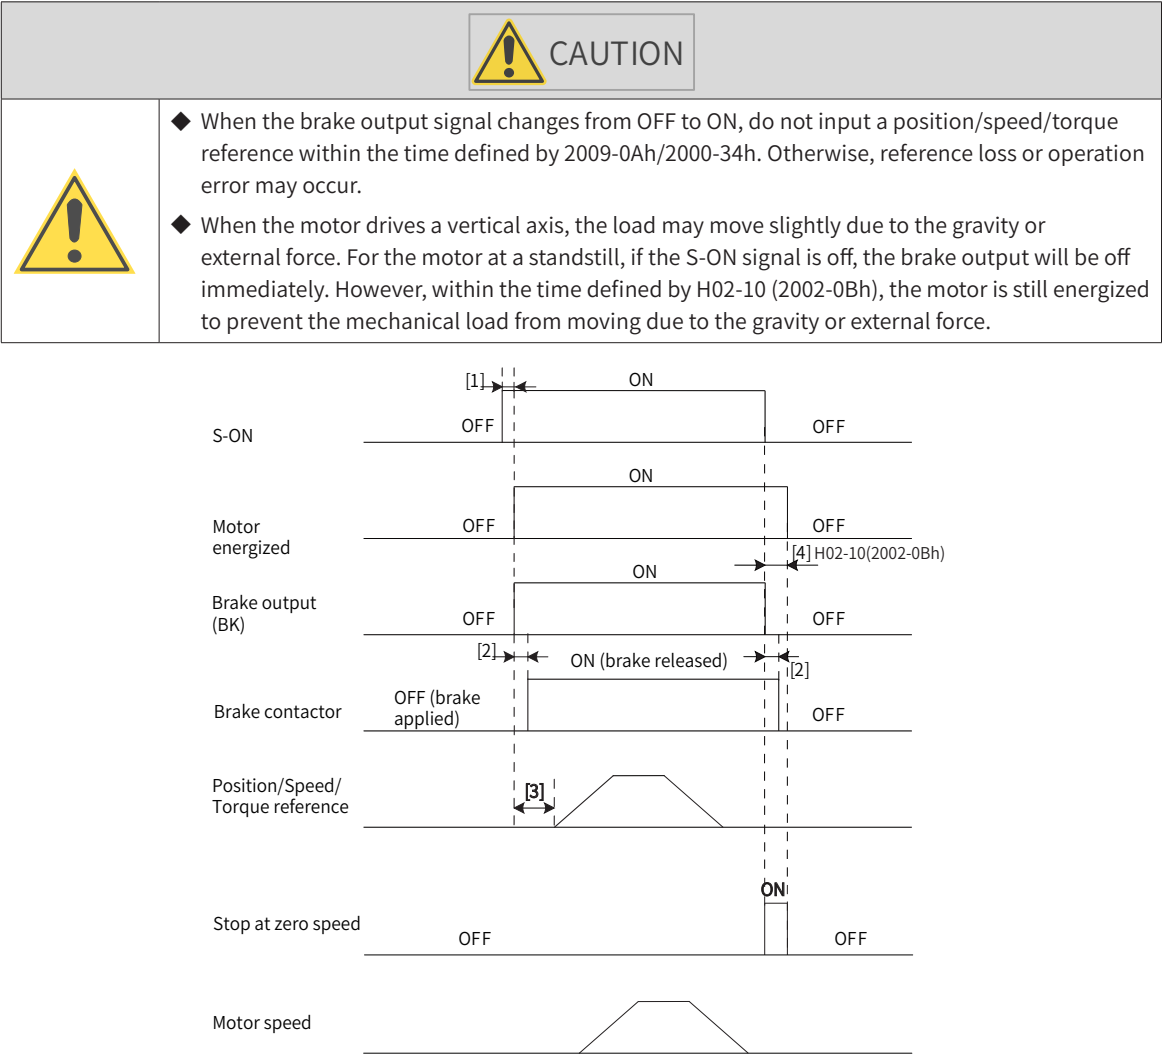 CAUTION
◆ When the brake output signal changes from OFF to ON, do not input a position/speed/torque
reference within the time defined by 2009-0Ah/2000-34h. Otherwise, reference loss or operation
error may occur.
◆ When the motor drives a vertical axis, the load may move slightly due to the gravity or
external force. For the motor at a standstill, if the S-ON signal is off, the brake output will be off
immediately. However, within the time defined by H02-10 (2002-0Bh), the motor is still energized
to prevent the mechanical load from moving due to the gravity or external force.
[1]
ON
S-ON
OFF
OFF
ON
Motor
energized
OFF
OFF
[4] H02-10(2002-0Bh)
ON
Brake output
(BK)
OFF
OFF
[2]
ON (brake released)
[2]
Brake contactor
OFF (brake
applied)
OFF
Position/Speed/
Torque reference
[3]
ON
Stop at zero speed
OFF
OFF
Motor speed